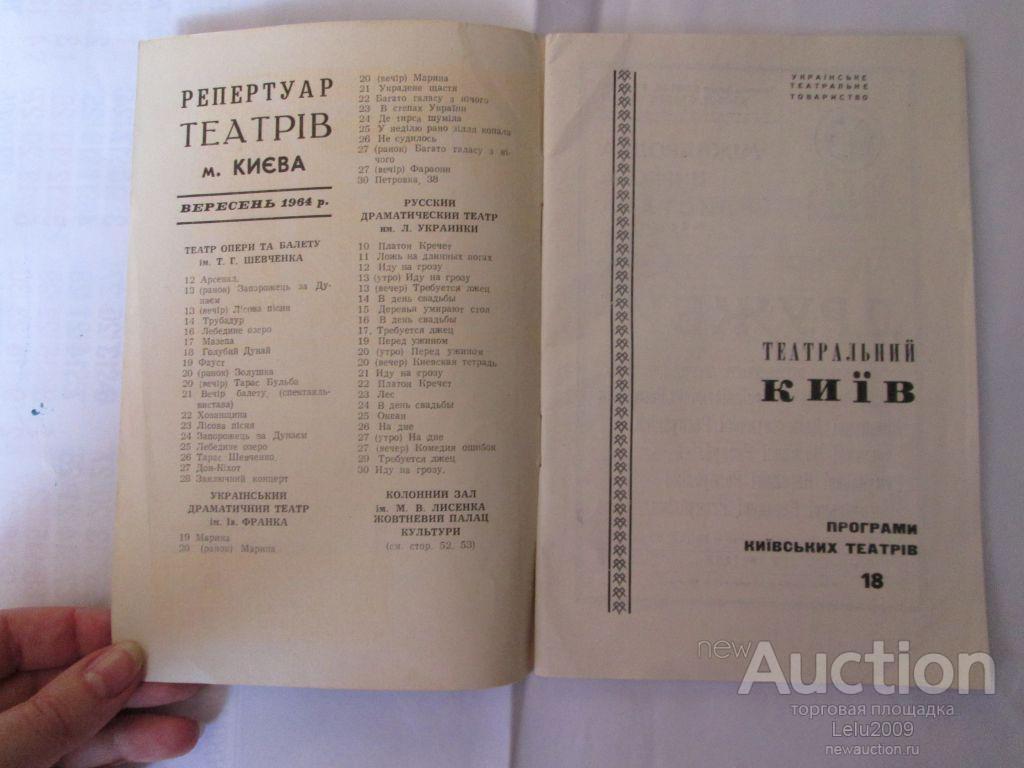 РЕПЕРТУАР
ТЕАТРІВ
м. КИЄВА
ВЕРЕСЕНЬ 1964 р.
ТЕАТР ОПЕРИ ТА БАЛЕТУ
ім. Т. Г. ШЕВЧЕНКА
12 Арсенал.
13 (ранок) Запорожець за Ду-
наєм
13 (вечір) Лісова пісня
14 Трубадур
16 Лебедине озеро
17 Мазепа
18 Голубий Дунай
19 Фауст
20 (ранок) Золушка
20 (вечір) Тарас Бульба
21 Вечір балету, (спектакль-
вистава)
22 Хованщина
23 Лісова пісня
24 Запорожець за Дунаєм
25 Лебедине озеро
26 Тарас Шевченко,
27 Дон-Кіхот
28 Заключний концерт
УКРАЇНСЬКИЙ
ДРАМАТИЧНИЙ ТЕАТР
ім. Ів. ФРАНКА
19 Марина
20 (ранок) Марина
20 (вечір) Марина
21 Украдене щастя
22 Багато галасу з нічого
23 В степах України
24 Де тирса шуміла
25 У неділю рано зілля копала
26 Не судилось
27 (ранок) Багато галасу з ні-
чого
27 (вечір) Фараони
30 Петровка, 38
РУССКИЙ
ДРАМАТИЧЕСКИЙ ТЕАТР
им. Л. УКРАИНКИ
10 Платон Кречет
11 Ложь на длинных ногах
12 Иду на грозу
13 (утро) Иду на грозу
13 (вечер) Требуется лжец
14 В день свадьбы
15 Деревья умирают стоя
16 В день свадьбы
17, Требуется лжец
19 Перед ужином
20 (утро) Перед ужином
20 (вечер) Киевская тетрадь
21 Иду на грозу
22 Платон Кречет
23 Лес
24 В день свадьбы
25 Океан
26 На дне
27 (утро) На дне
27 (вечер) Комедия ошибок
29 Требуется лжец
30 Иду на грозу.
КОЛОННИЙ ЗАЛ
ім. М. В. ЛИСЕНКА
ЖОВТНЕВИЙ ПАЛАЦ
КУЛЬТУРИ
(см. стор. 52, 53)
УКРАЇНСЬКЕ
ТЕАТРАЛЬНЕ
ТОВАРИСТВО
ТЕАТРАЛЬНИЙ
КИЇВ
ПРОГРАМИ
КИЇВСЬКИХ ТЕАТРІВ
18
new Auction
торговая площадка
Lelu2009
newauction.ru